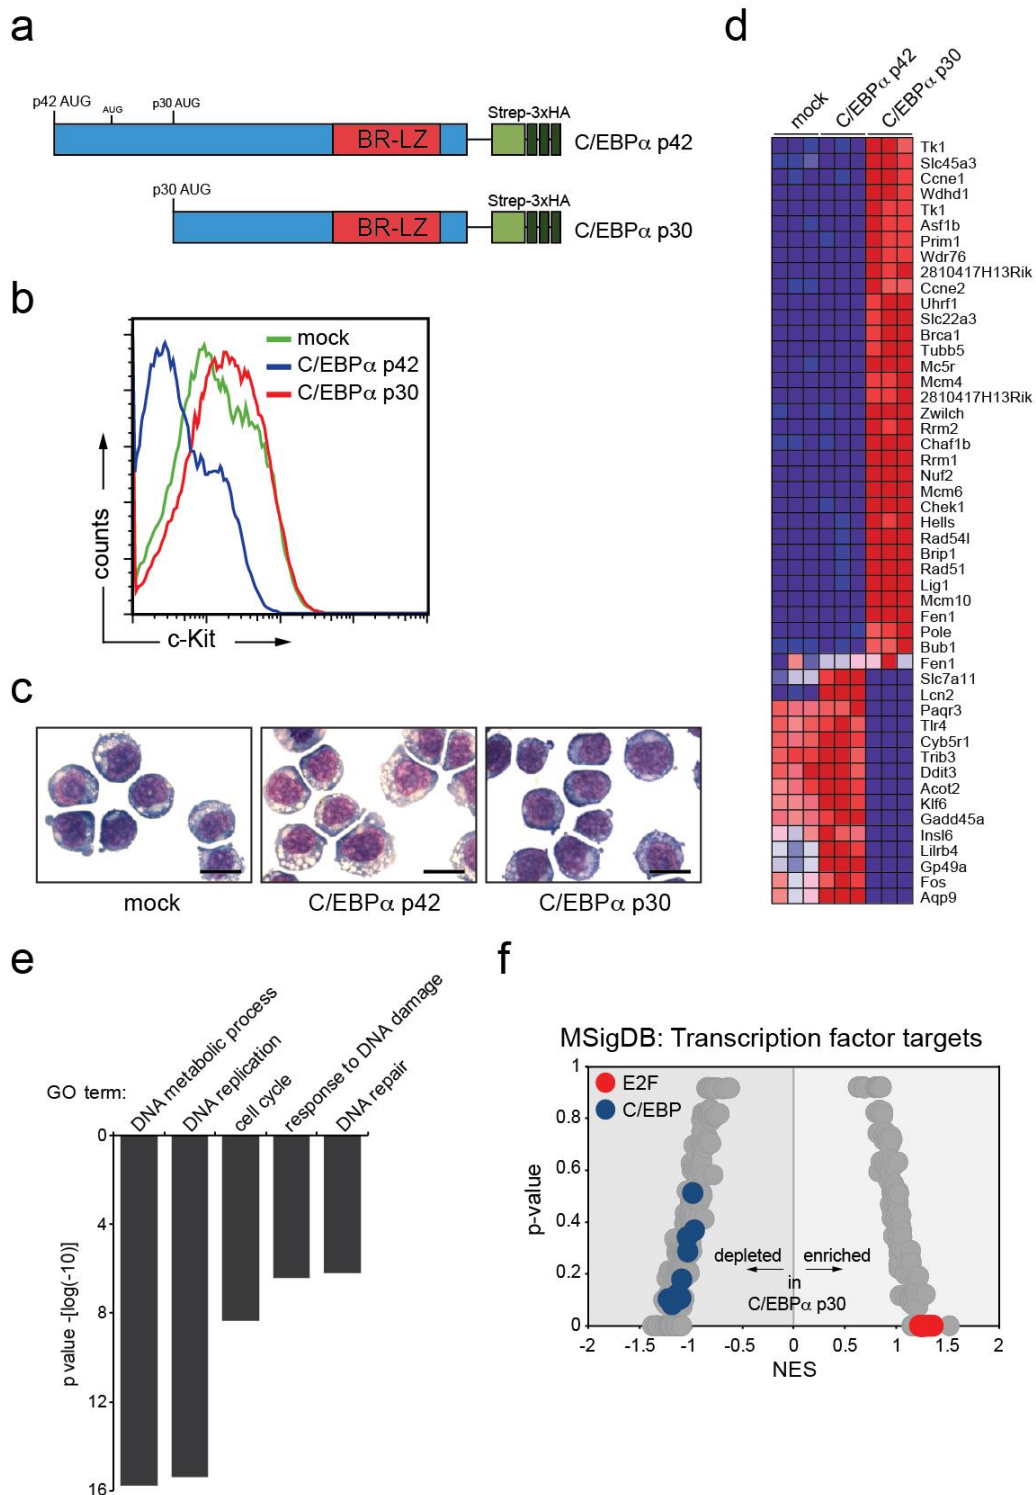 a
p42 AUG
AUG
p30 AUG
Strep-3xHA
BR-LZ
C/EBPα p42
p30 AUG
Strep-3xHA
BR-LZ
C/EBPα p30
b
mock
C/EBPα p42
C/EBPα p30
counts
c-Kit
c
mock
C/EBPα p42
C/EBPα p30
d
mock
C/EBPα p42
C/EBPα p30
Tk1
Slc45a3
Ccne1
Wdhd1
Tk1
Asf1b
Prim1
Wdr76
2810417H13Rik
Ccne2
Uhrf1
Slc22a3
Brca1
Tubb5
Mc5r
Mcm4
2810417H13Rik
Zwilch
Rrm2
Chaf1b
Rrm1
Nuf2
Mcm6
Chek1
Hells
Rad54l
Brip1
Rad51
Lig1
Mcm10
Fen1
Pole
Bub1
Fen1
Slc7a11
Lcn2
Paqr3
Tlr4
Cyb5r1
Trib3
Ddit3
Acot2
Klf6
Gadd45a
Insl6
Lilrb4
Gp49a
Fos
Aqp9
e
GO term:
DNA metabolic process
DNA replication
cell cycle
response to DNA damage
DNA repair
p value -[log(-10)]
0
4
8
12
16
f
MSigDB: Transcription factor targets
E2F
C/EBP
p-value
1
0.8
0.6
0.4
0.2
0
depleted
enriched
in
C/EBPα p30
-2
-1.5
-1
-0.5
0
0.5
1
1.5
2
NES